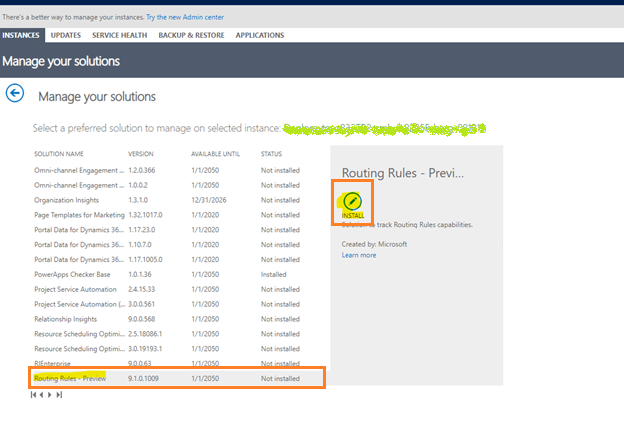 There's a better way to manage your instances. Try the new Admin center
INSTANCES UPDATES SERVICE HEALTH BACKUP & RESTORE APPLICATIONS
Manage your solutions
Manage your solutions
Select a preferred solution to manage on selected instance:
SOLUTION NAME VERSION AVAILABLE UNTIL STATUS
Omni-channel Engagement ... 1.2.0.366 1/1/2050 Not installed
Omni-channel Engagement ... 1.0.0.2 1/1/2050 Not installed
Organization Insights 1.3.1.0 12/31/2026 Not installed
Page Templates for Marketing 1.32.1017.0 1/1/2050 Not installed
Portal Data for Dynamics 36... 1.17.23.0 1/1/2050 Not installed
Portal Data for Dynamics 36... 1.10.7.0 1/1/2050 Not installed
Portal Data for Dynamics 36... 1.17.1005.0 1/1/2050 Not installed
PowerApps Checker Base 1.0.1.36 1/1/2050 Installed
Project Service Automation 2.4.15.33 1/1/2050 Not installed
Project Service Automation (... 3.0.0.561 1/1/2050 Not installed
Relationship Insights 9.0.0.568 1/1/2050 Not installed
Resource Scheduling Optimi... 2.5.18086.1 1/1/2050 Not installed
Resource Scheduling Optimi... 3.0.19193.1 1/1/2050 Not installed
RIEnterprise 9.0.0.63 1/1/2050 Not installed
Routing Rules - Preview 9.1.0.1009 1/1/2050 Not installed
Routing Rules - Previ...
INSTALL
Solution to track Routing Rules capabilities.
Created by: Microsoft
Learn more